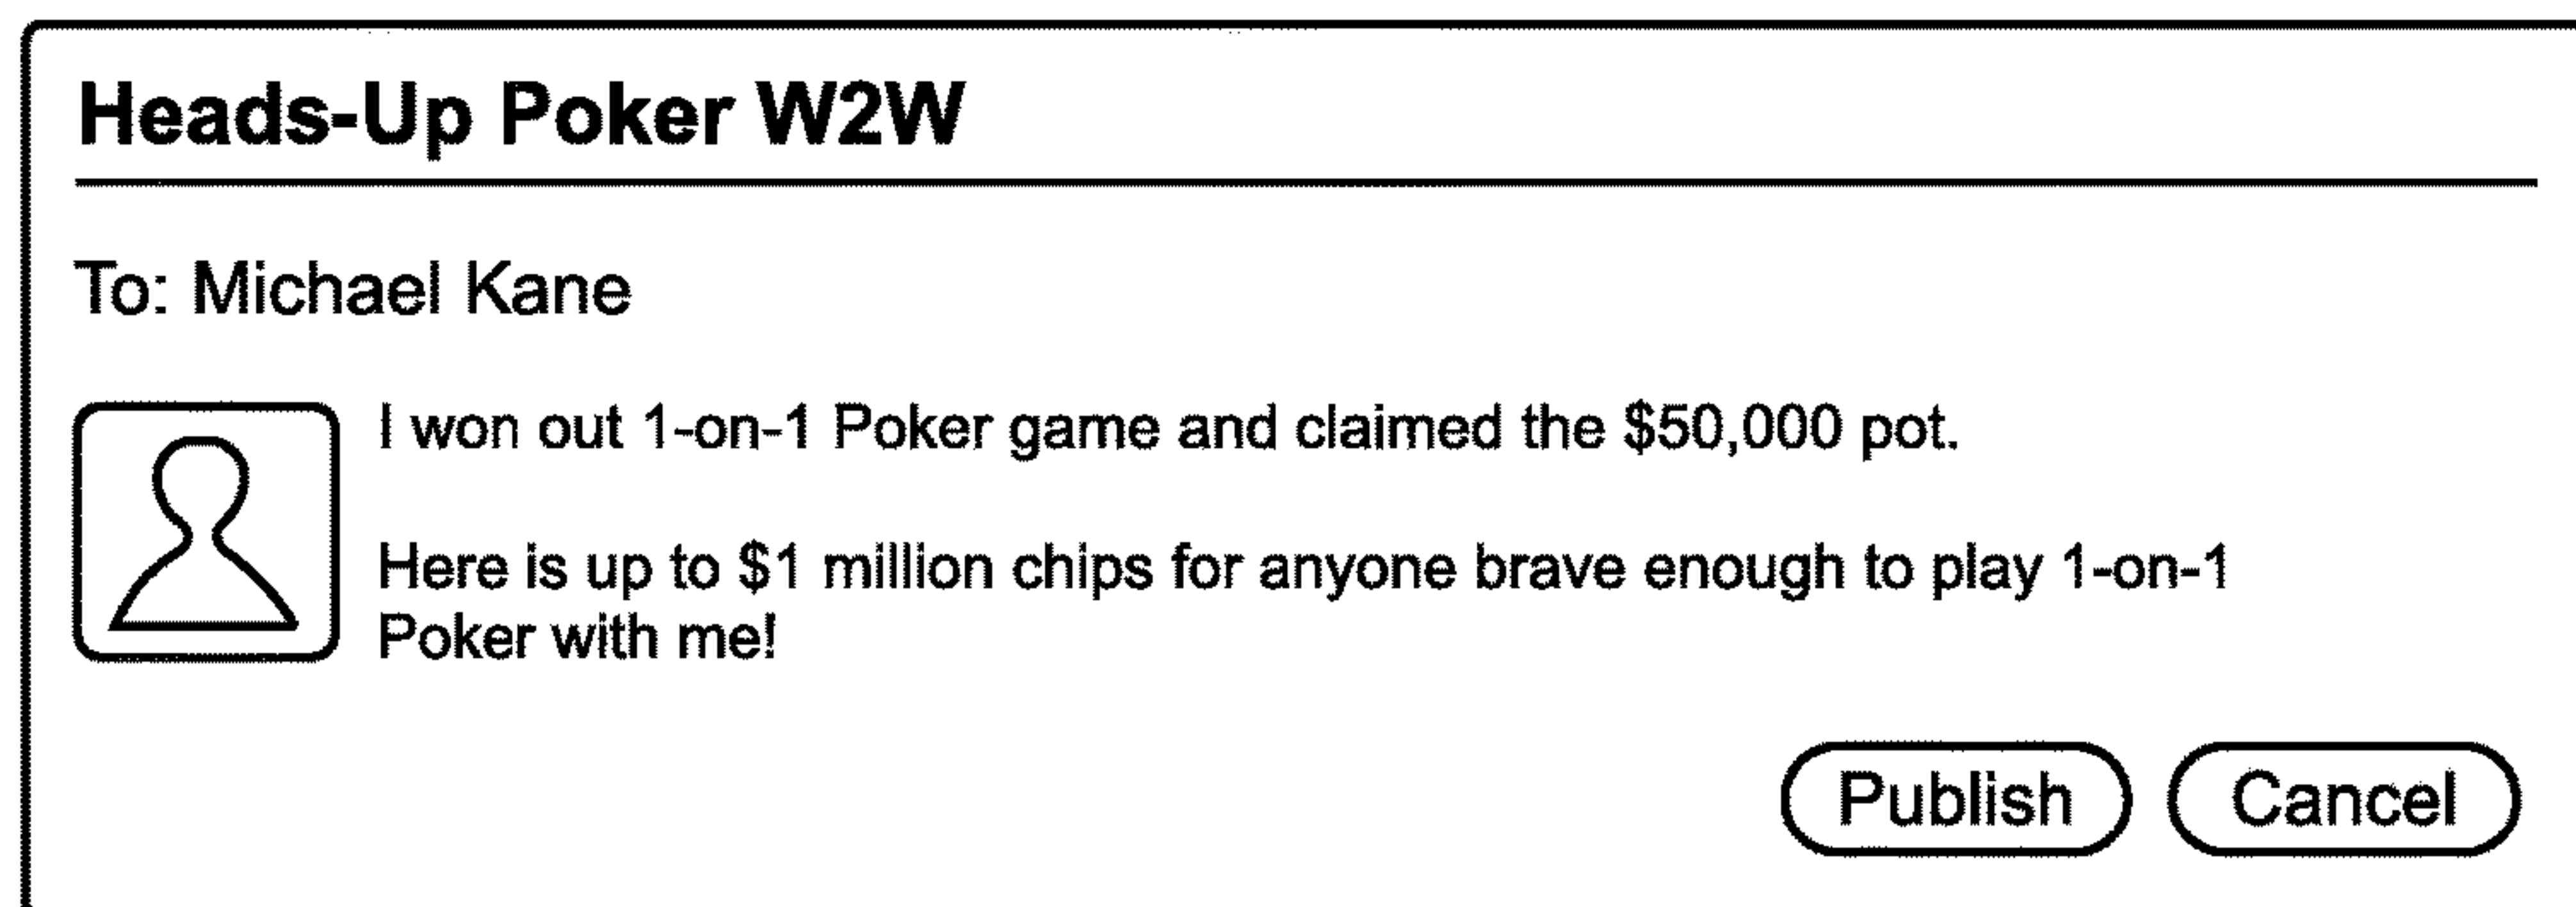 Heads-Up Poker W2W
To: Michael Kane
I won out 1-on-1 Poker game and claimed the $50,000 pot.
Here is up to $1 million chips for anyone brave enough to play 1-on-1
Poker with me!
Publish Cancel